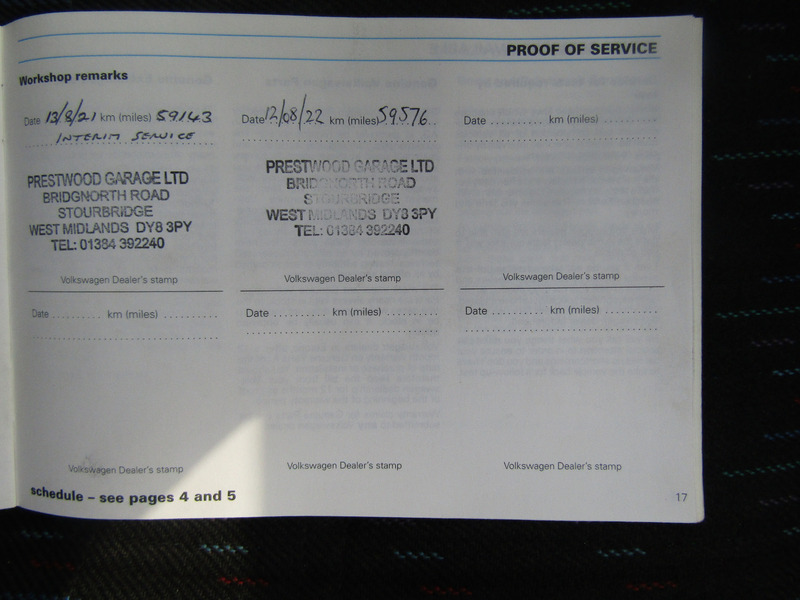 PROOF OF SERVICE
Workshop remarks
Date 13/8/21 km (miles) 59143
INTERIM SERVICE
PRESTWOOD GARAGE LTD
BRIDGNORTH ROAD
STOURBRIDGE
WEST MIDLANDS DY8 3PY
TEL: 01384 392240
Volkswagen Dealer's stamp
Date 12/08/22 km (miles) 59576
PRESTWOOD GARAGE LTD
BRIDGNORTH ROAD
STOURBRIDGE
WEST MIDLANDS DY8 3PY
TEL: 01384 392240
Volkswagen Dealer's stamp
Date .......... km (miles) ..........
Volkswagen Dealer's stamp
Date .......... km (miles) ..........
Volkswagen Dealer's stamp
Date .......... km (miles) ..........
Volkswagen Dealer's stamp
Date .......... km (miles) ..........
Volkswagen Dealer's stamp
schedule – see pages 4 and 5
17